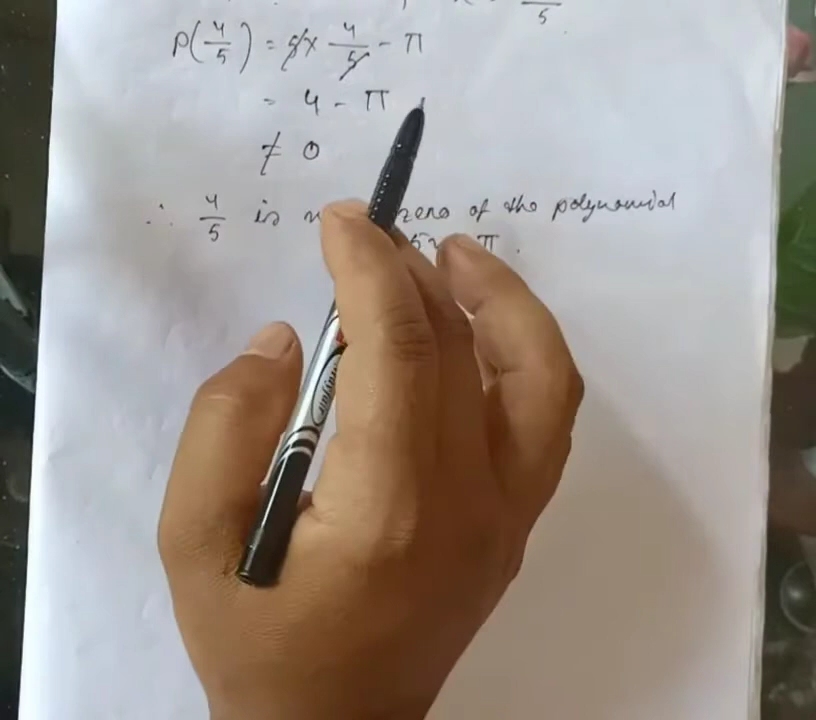 5
P(4/5) = 5 × 4/5 - π
= 4 - π
≠ 0
∴ 4/5 is zero of the polynomial
π .